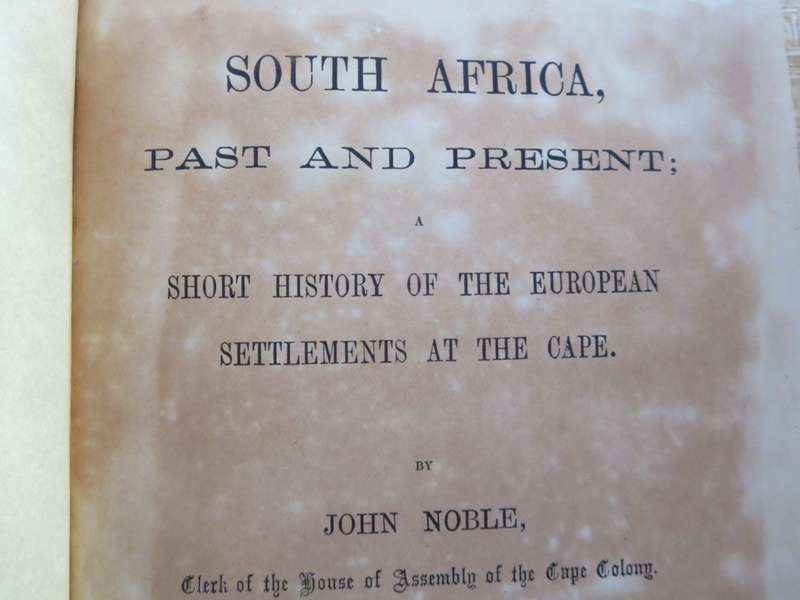 SOUTH AFRICA,
PAST AND PRESENT;
A
SHORT HISTORY OF THE EUROPEAN
SETTLEMENTS AT THE CAPE.
BY
JOHN NOBLE,
Clerk of the House of Assembly of the Cape Colony.